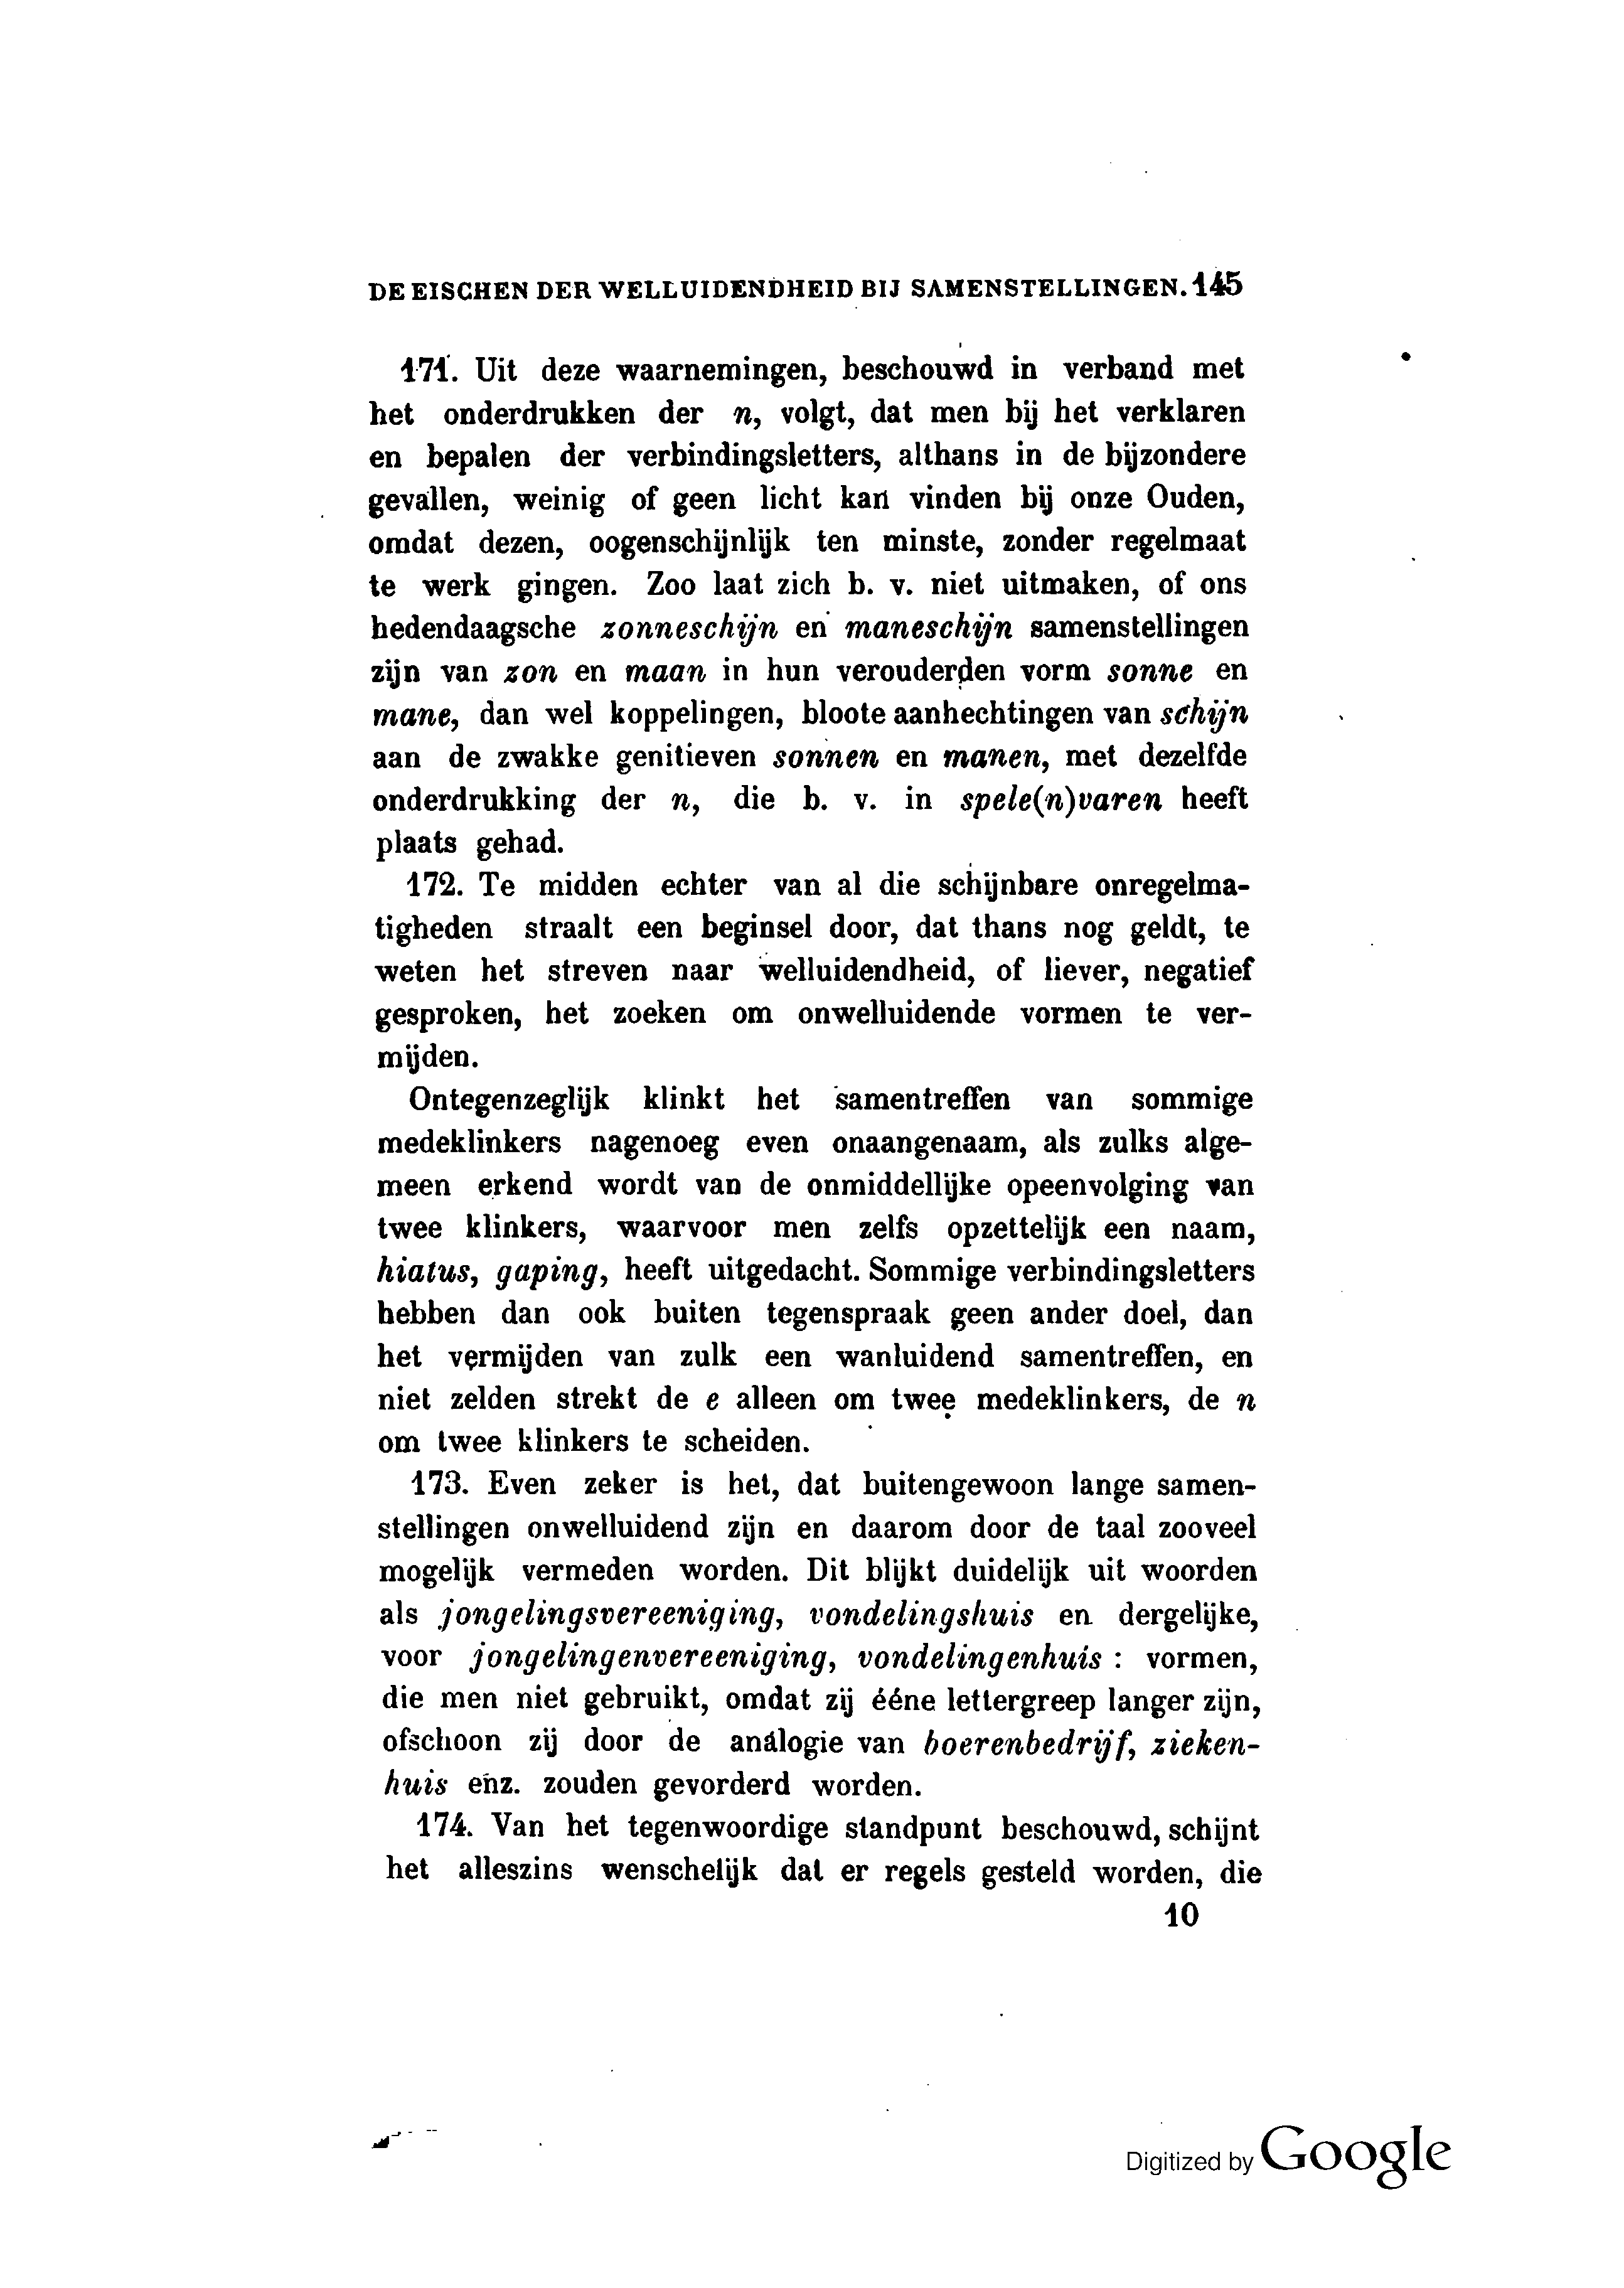 DE EISCHEN DER WELLUIDENDHEID BIJ SAMENSTELLINGEN. 145
171. Uit deze waarnemingen, beschouwd in verband met
het onderdrukken der n, volgt, dat men bij het verklaren
en bepalen der verbindingsletters, althans in de bijzondere
gevallen, weinig of geen licht kan vinden bij onze Ouden,
omdat dezen, oogenschijnlijk ten minste, zonder regelmaat
te werk gingen. Zoo laat zich b. v. niet uitmaken, of ons
hedendaagsche zonneschijn en maneschijn samenstellingen
zijn van zon en maan in hun verouderden vorm sonne en
mane, dan wel koppelingen, bloote aanhechtingen van schijn
aan de zwakke genitieven sonnen en manen, met dezelfde
onderdrukking der n, die b. v. in spele(n)varen heeft
plaats gehad.
172. Te midden echter van al die schijnbare onregelma-
tigheden straalt een beginsel door, dat thans nog geldt, te
weten het streven naar welluidendheid, of liever, negatief
gesproken, het zoeken om onwelluidende vormen te ver-
mijden.
Ontegenzeglijk klinkt het samentreffen van sommige
medeklinkers nagenoeg even onaangenaam, als zulks alge-
meen erkend wordt van de onmiddellijke opeenvolging van
twee klinkers, waarvoor men zelfs opzettelijk een naam,
hiatus, gaping, heeft uitgedacht. Sommige verbindingsletters
hebben dan ook buiten tegenspraak geen ander doel, dan
het vermijden van zulk een wanluidend samentreffen, en
niet zelden strekt de e alleen om twee medeklinkers, de n
om twee klinkers te scheiden.
173. Even zeker is het, dat buitengewoon lange samen-
stellingen onwelluidend zijn en daarom door de taal zooveel
mogelijk vermeden worden. Dit blijkt duidelijk uit woorden
als jongelingsvereeniging, vondelingshuis en dergelijke,
voor jongelingenvereeniging, vondelingenhuis : vormen,
die men niet gebruikt, omdat zij ééne lettergreep langer zijn,
ofschoon zij door de analogie van boerenbedrijf, zieken-
huis enz. zouden gevorderd worden.
174. Van het tegenwoordige standpunt beschouwd, schijnt
het alleszins wenschelijk dat er regels gesteld worden, die
10
Digitized by Google